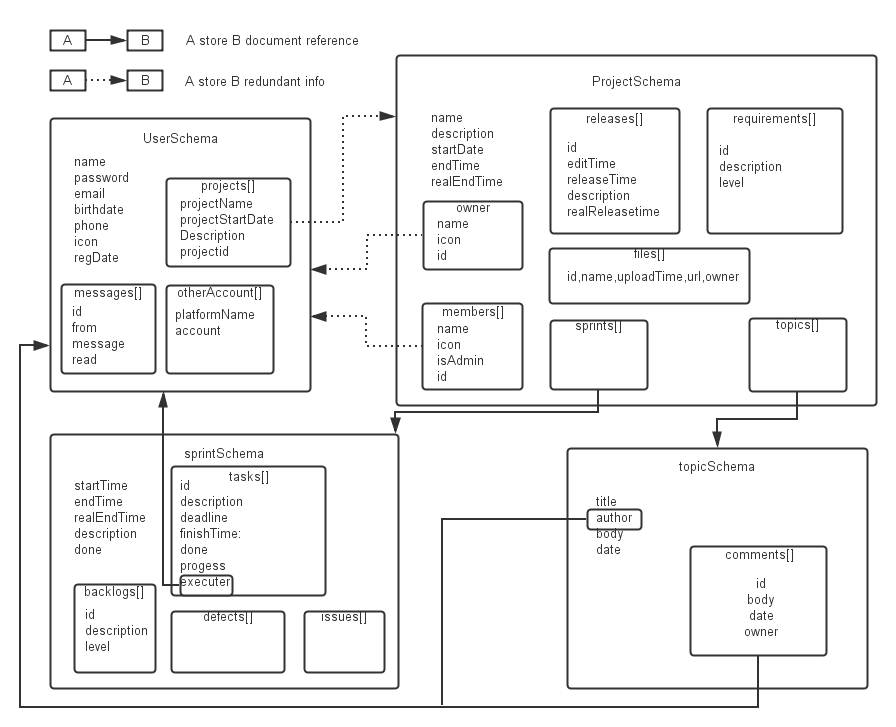 A B A store B document reference
A B A store B redundant info
UserSchema
name
password
email
birthdate
phone
icon
regDate
projects[]
projectName
projectStartDate
Description
projectid
messages[]
id
from
message
read
otherAccount[]
platformName
account
ProjectSchema
name
description
startDate
endTime
realEndTime
owner
name
icon
id
members[]
name
icon
isAdmin
id
releases[]
id
editTime
releaseTime
description
realReleasetime
requirements[]
id
description
level
files[]
id,name,uploadTime,url,owner
sprints[]
topics[]
sprintSchema
startTime
endTime
realEndTime
description
done
tasks[]
id
description
deadline
finishTime:
done
progess
executer
backlogs[]
id
description
level
defects[]
issues[]
topicSchema
title
author
body
date
comments[]
id
body
date
owner